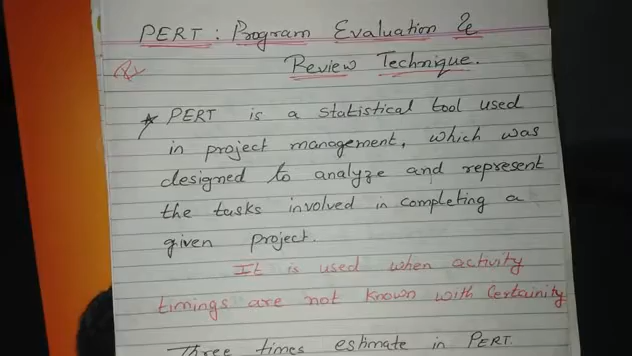 PERT : Program Evaluation &
Review Technique.
* PERT is a statistical tool used
in project management, which was
designed to analyze and represent
the tasks involved in completing a
given project.
It is used when activity
timings are not known with Certainity
Three times estimate in PERT.